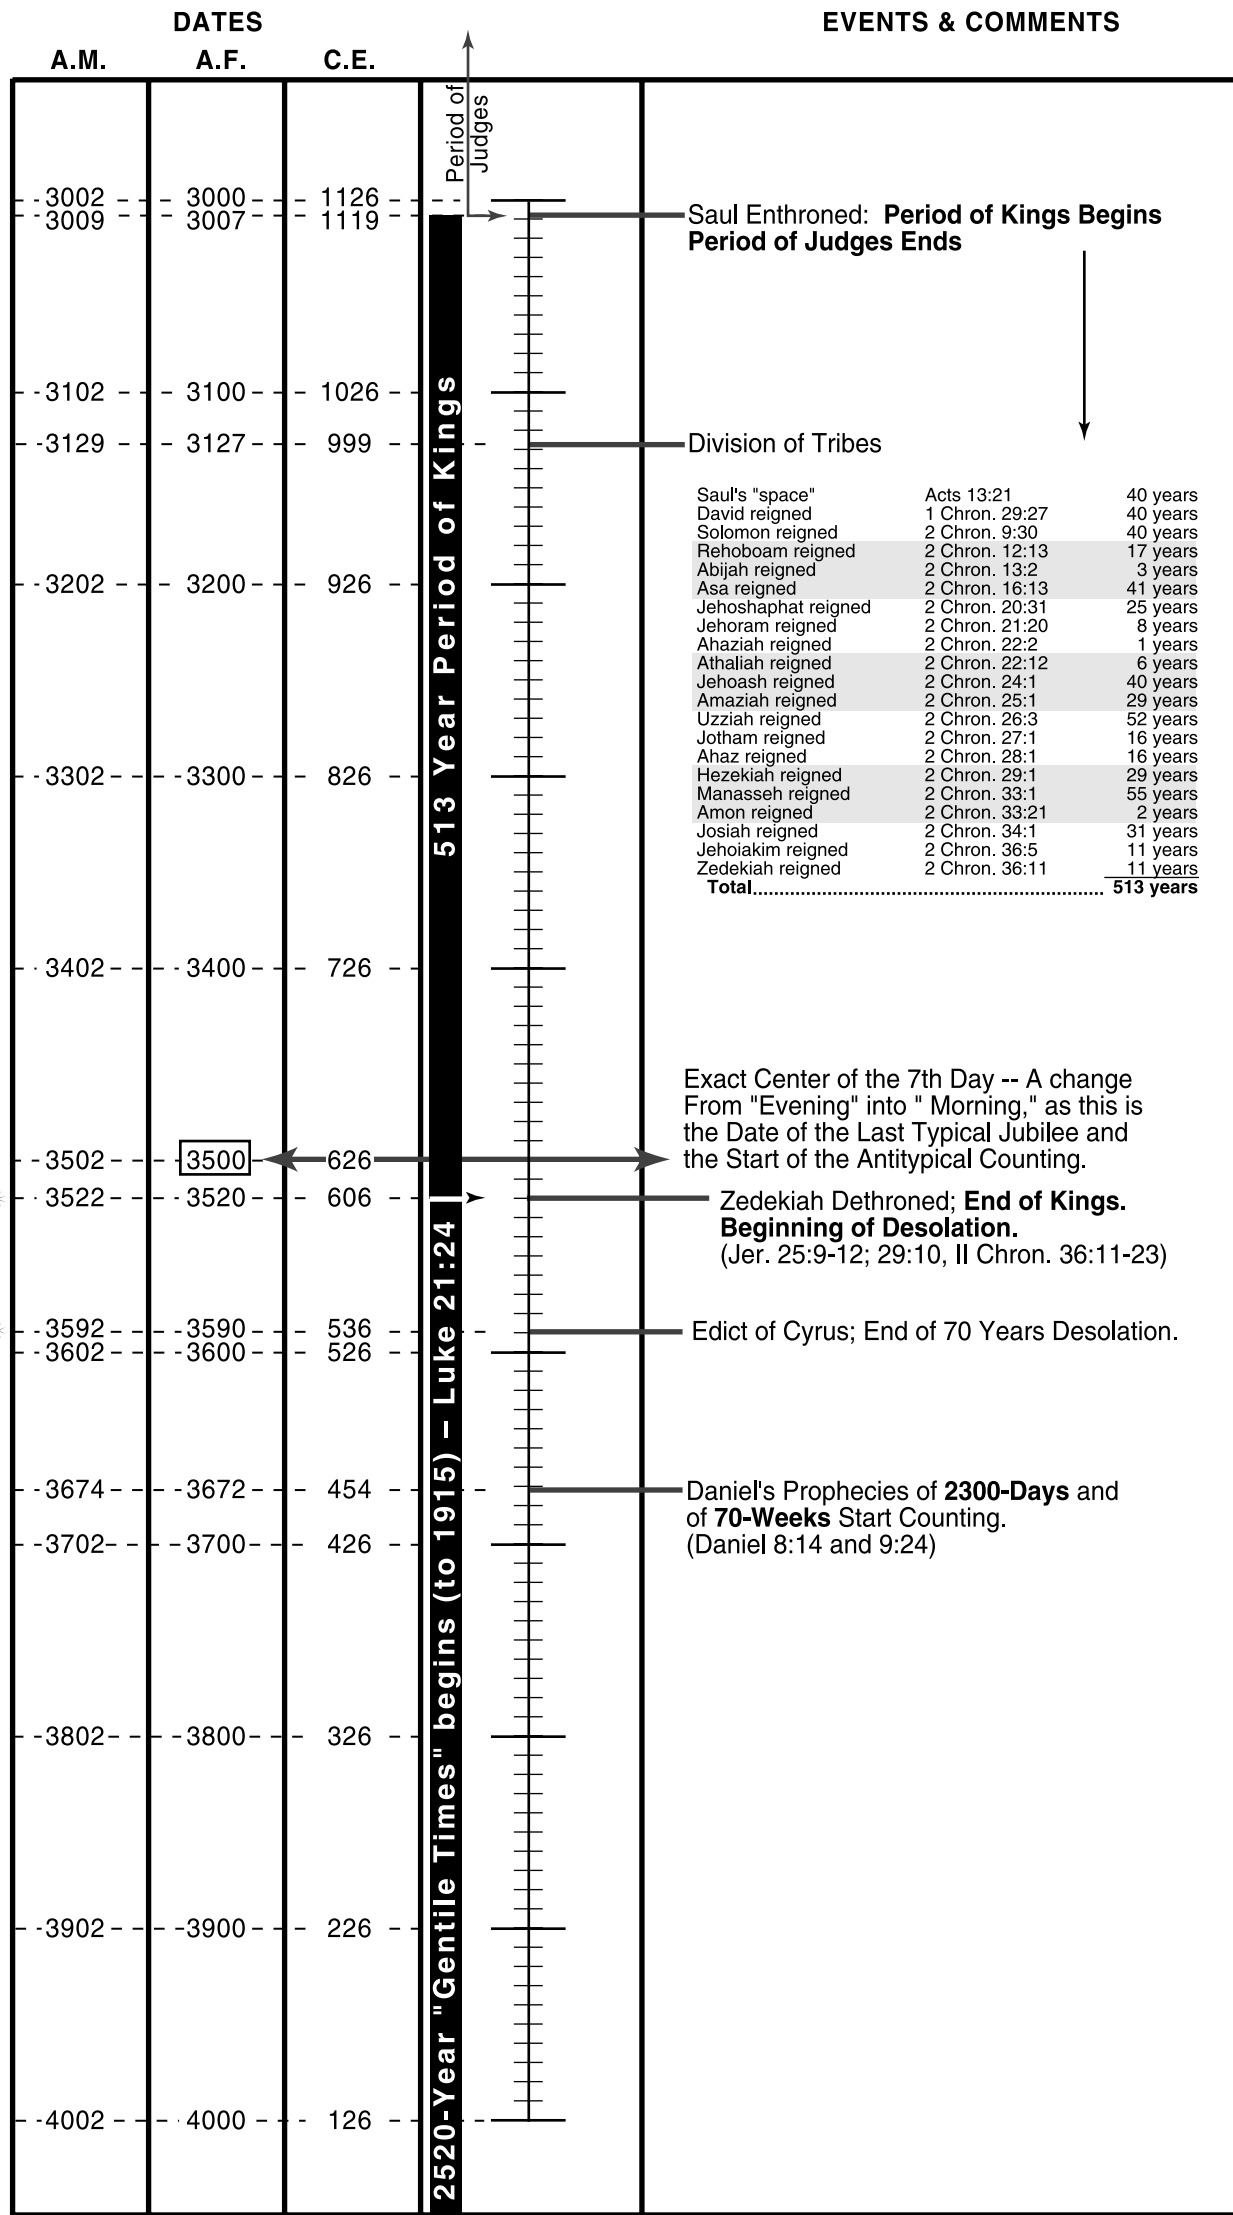 DATES
EVENTS & COMMENTS
A.M. A.F. C.E.
Period of
Judges
3002 3000 1126
3009 3007 1119
Saul Enthroned: Period of Kings Begins
Period of Judges Ends
513 Year Period of Kings
3102 3100 1026
3129 3127 999
Division of Tribes
Saul's "space" Acts 13:21 40 years
David reigned 1 Chron. 29:27 40 years
Solomon reigned 2 Chron. 9:30 40 years
Rehoboam reigned 2 Chron. 12:13 17 years
Abijah reigned 2 Chron. 13:2 3 years
Asa reigned 2 Chron. 16:13 41 years
Jehoshaphat reigned 2 Chron. 20:31 25 years
Jehoram reigned 2 Chron. 21:20 8 years
Ahaziah reigned 2 Chron. 22:2 1 years
Athaliah reigned 2 Chron. 22:12 6 years
Jehoash reigned 2 Chron. 24:1 40 years
Amaziah reigned 2 Chron. 25:1 29 years
Uzziah reigned 2 Chron. 26:3 52 years
Jotham reigned 2 Chron. 27:1 16 years
Ahaz reigned 2 Chron. 28:1 16 years
Hezekiah reigned 2 Chron. 29:1 29 years
Manasseh reigned 2 Chron. 33:1 55 years
Amon reigned 2 Chron. 33:21 2 years
Josiah reigned 2 Chron. 34:1 31 years
Jehoiakim reigned 2 Chron. 36:5 11 years
Zedekiah reigned 2 Chron. 36:11 11 years
Total............................................................ 513 years
3202 3200 926
3302 3300 826
3402 3400 726
Exact Center of the 7th Day -- A change
From "Evening" into " Morning," as this is
the Date of the Last Typical Jubilee and
the Start of the Antitypical Counting.
3502 3500 626
3522 3520 606
Zedekiah Dethroned; End of Kings.
Beginning of Desolation.
(Jer. 25:9-12; 29:10, II Chron. 36:11-23)
2520-Year "Gentile Times" begins (to 1915) – Luke 21:24
3592 3590 536
Edict of Cyrus; End of 70 Years Desolation.
3602 3600 526
3674 3672 454
Daniel's Prophecies of 2300-Days and
of 70-Weeks Start Counting.
(Daniel 8:14 and 9:24)
3702 3700 426
3802 3800 326
3902 3900 226
4002 4000 126